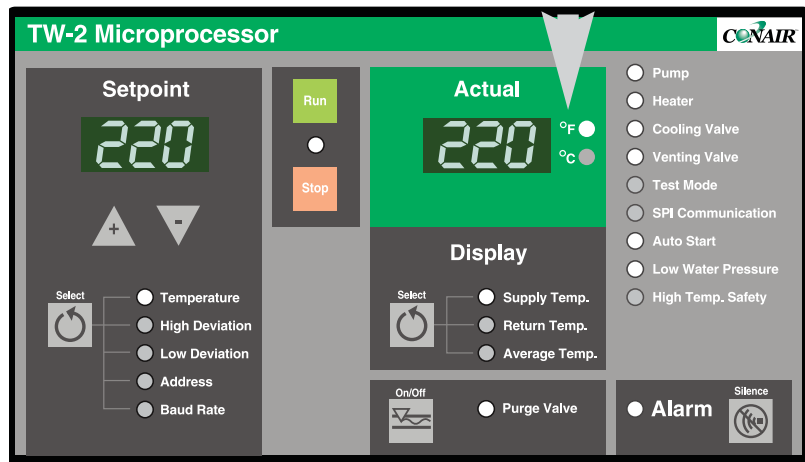 TW-2 Microprocessor
CONAIR
Setpoint
220
+
-
Select
Temperature
High Deviation
Low Deviation
Address
Baud Rate
Run
Stop
Actual
220
°F
°C
Display
Select
Supply Temp.
Return Temp.
Average Temp.
On/Off
Purge Valve
Pump
Heater
Cooling Valve
Venting Valve
Test Mode
SPI Communication
Auto Start
Low Water Pressure
High Temp. Safety
Alarm
Silence